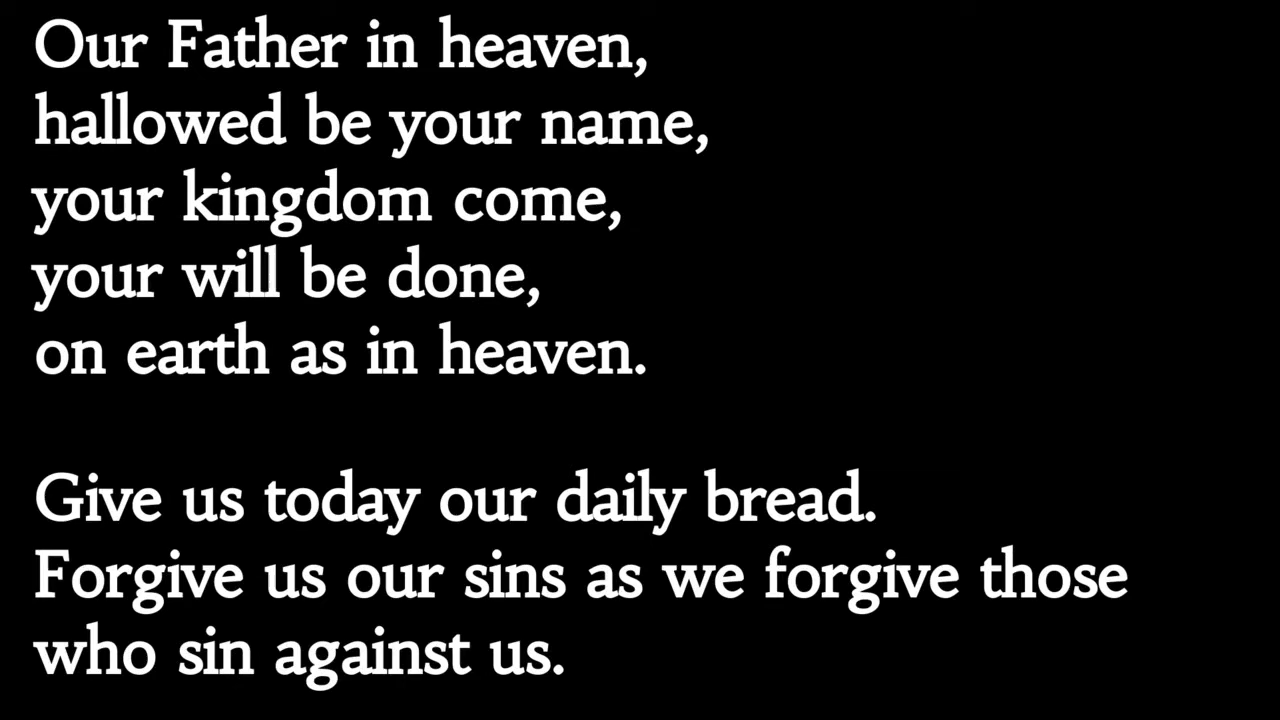 Our Father in heaven,
hallowed be your name,
your kingdom come,
your will be done,
on earth as in heaven.
Give us today our daily bread.
Forgive us our sins as we forgive those
who sin against us.